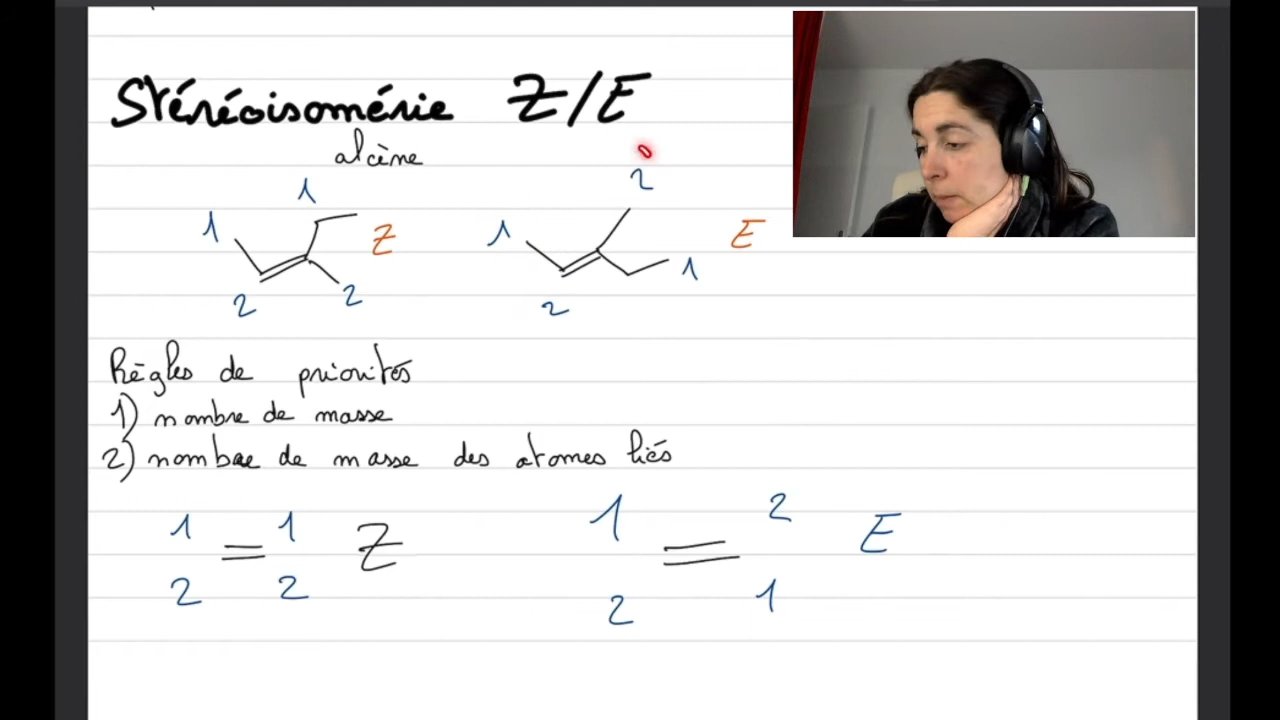 Stéréoisomérie Z/E
alcène
1 1 Z
2 2
1 2 E
2 1
Règles de priorités
1) nombre de masse
2) nombre de masse des atomes liés
1 = 1 Z
2 2
1 = 2 E
2 1